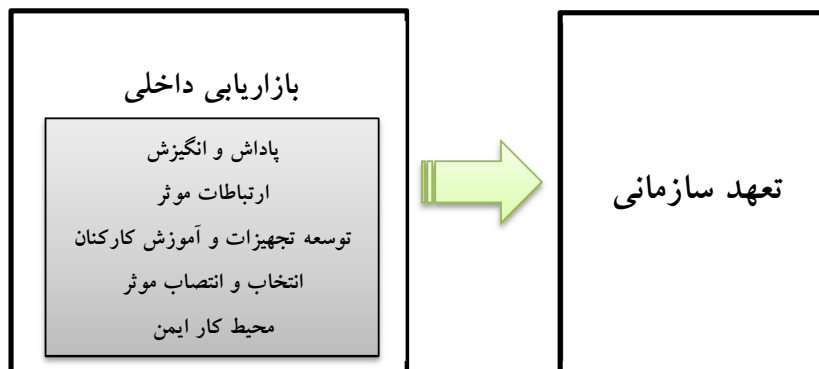 بازاریابی داخلی
پاداش و انگیزش
ارتباطات موثر
توسعه تجهیزات و آموزش کارکنان
انتخاب و انتصاب موثر
محیط کار ایمن
تعهد سازمانی